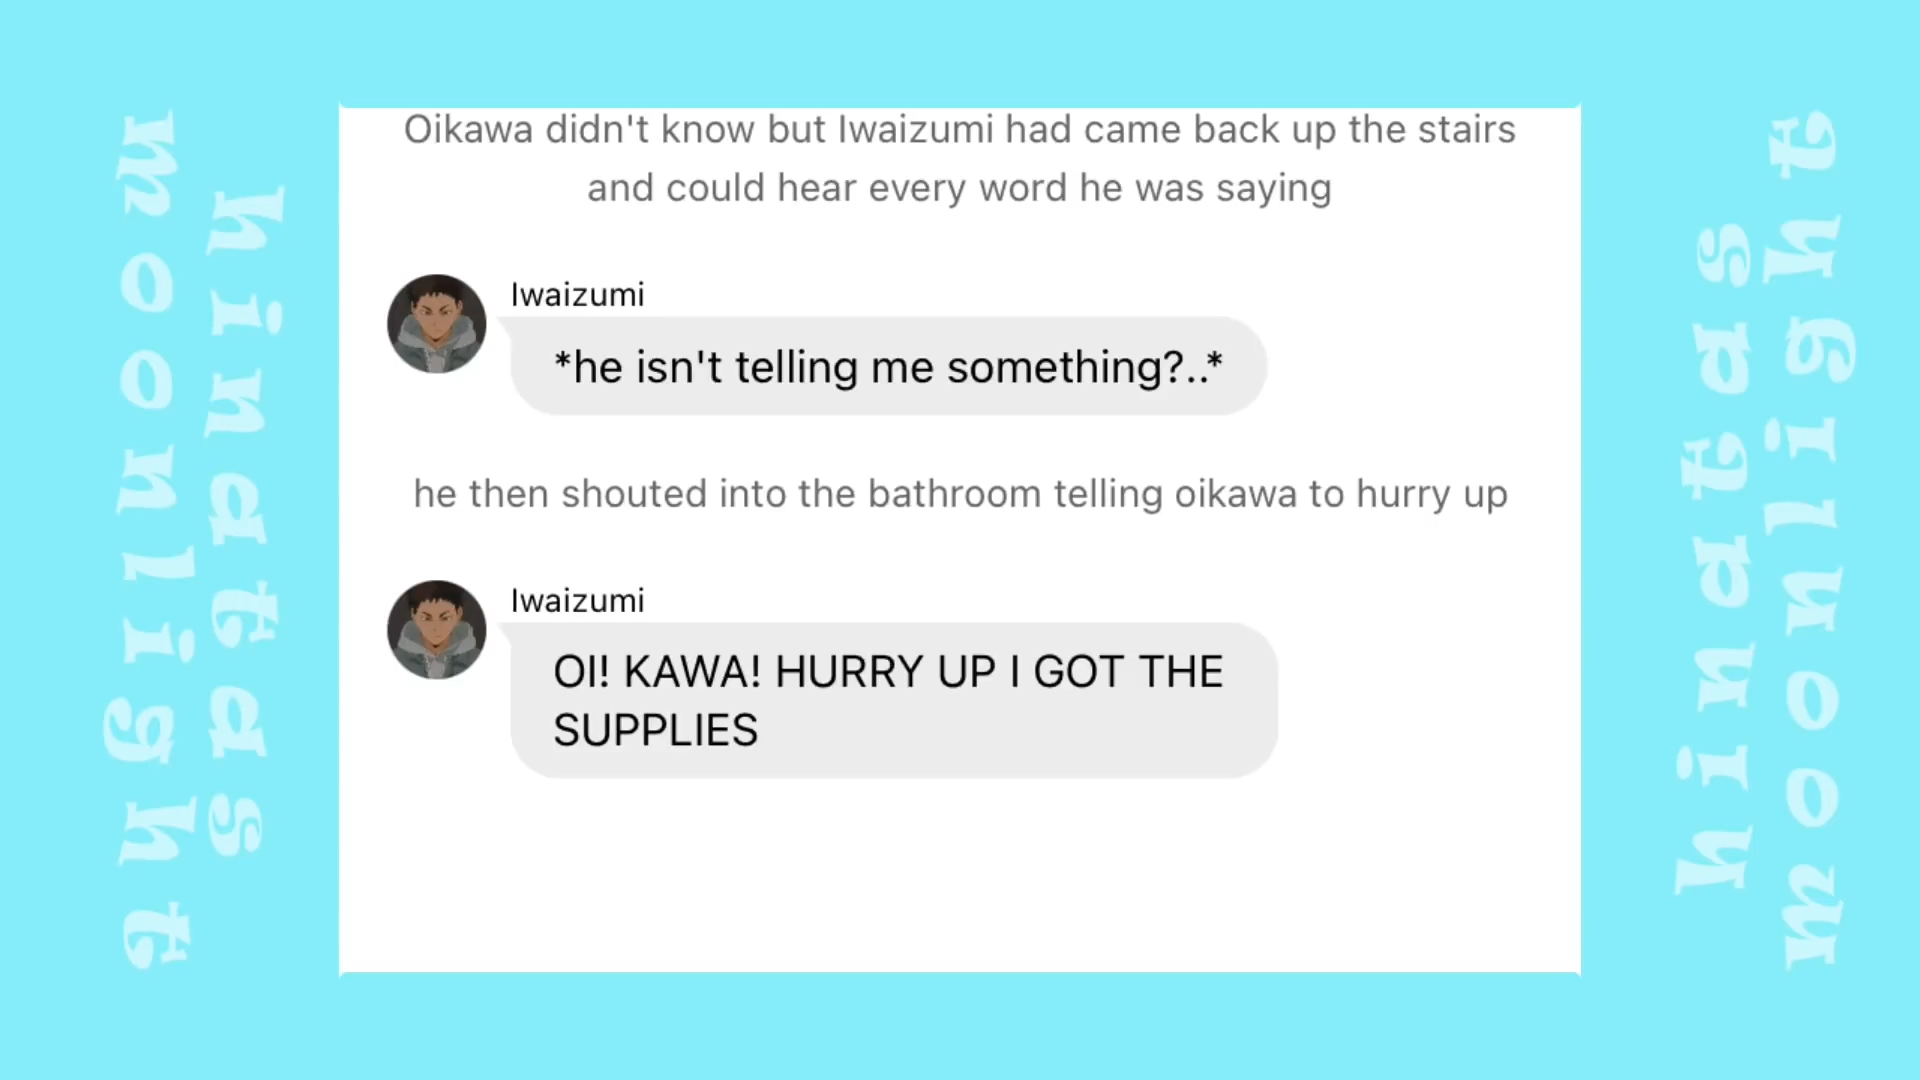 Oikawa didn't know but Iwaizumi had came back up the stairs
and could hear every word he was saying
Iwaizumi
*he isn't telling me something?..*
he then shouted into the bathroom telling oikawa to hurry up
Iwaizumi
OI! KAWA! HURRY UP I GOT THE
SUPPLIES
hinatas
moonlight
hinatas
moonlight